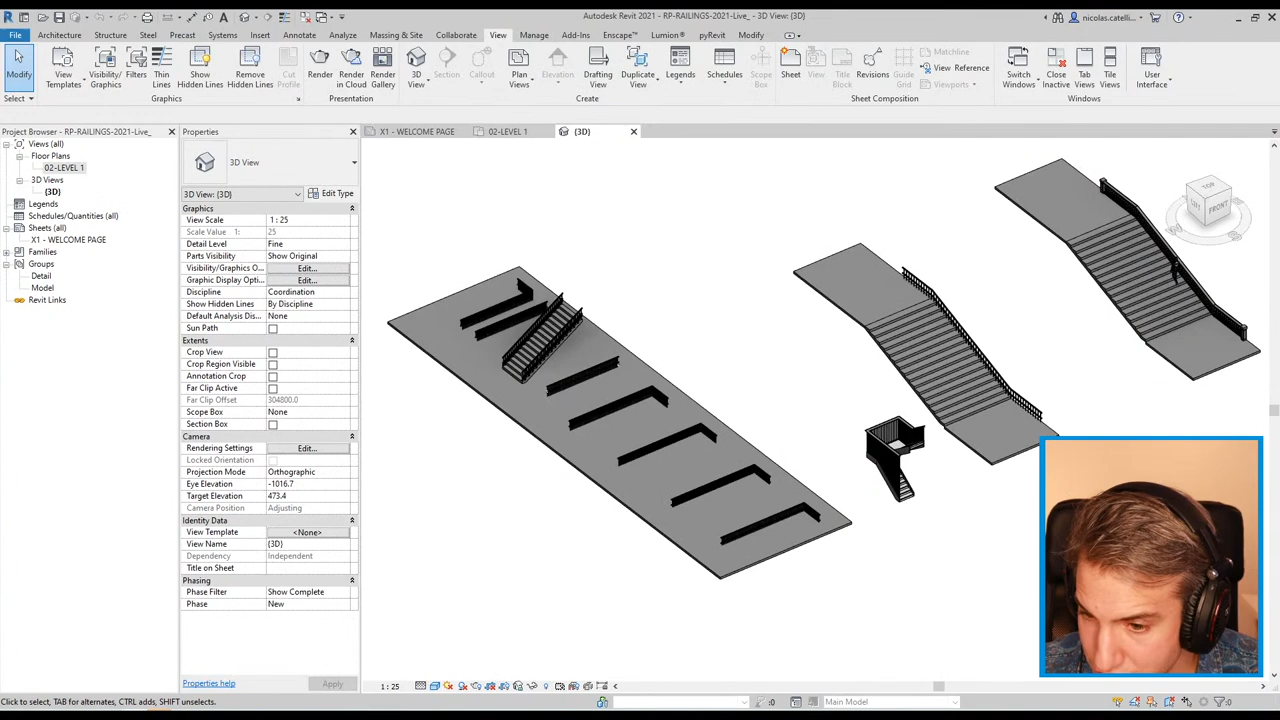 Autodesk Revit 2021 - RP-RAILINGS-2021-Live_ - 3D View: {3D}
nicolas.catelli...
File Architecture Structure Steel Precast Systems Insert Annotate Analyze Massing & Site Collaborate View Manage Add-Ins Enscape™ Lumion® pyRevit Modify
Modify
View Templates
Visibility/ Graphics
Filters
Thin Lines
Show Hidden Lines
Remove Hidden Lines
Cut Profile
Render
Render in Cloud
Render Gallery
3D View
Section
Callout
Plan Views
Elevation
Drafting View
Duplicate View
Legends
Schedules
Scope Box
Sheet
View
Title Block
Revisions
Guide Grid
Matchline
View Reference
Viewports
Switch Windows
Close Inactive
Tab Views
Tile Views
User Interface
Select
Graphics
Presentation
Create
Sheet Composition
Windows
Project Browser - RP-RAILINGS-2021-Live_
Views (all)
Floor Plans
02-LEVEL 1
3D Views
{3D}
Legends
Schedules/Quantities (all)
Sheets (all)
X1 - WELCOME PAGE
Families
Groups
Detail
Model
Revit Links
Properties
3D View
3D View: {3D}
Edit Type
Graphics
View Scale 1 : 25
Scale Value 1: 25
Detail Level Fine
Parts Visibility Show Original
Visibility/Graphics O... Edit...
Graphic Display Opti... Edit...
Discipline Coordination
Show Hidden Lines By Discipline
Default Analysis Dis... None
Sun Path
Extents
Crop View
Crop Region Visible
Annotation Crop
Far Clip Active
Far Clip Offset 304800.0
Scope Box None
Section Box
Camera
Rendering Settings Edit...
Locked Orientation
Projection Mode Orthographic
Eye Elevation -1016.7
Target Elevation 473.4
Camera Position Adjusting
Identity Data
View Template <None>
View Name {3D}
Dependency Independent
Title on Sheet
Phasing
Phase Filter Show Complete
Phase New
Properties help
Apply
X1 - WELCOME PAGE
02-LEVEL 1
{3D}
TOP
FRONT
1 : 25
Click to select, TAB for alternates, CTRL adds, SHIFT unselects.
:0
Main Model
:0